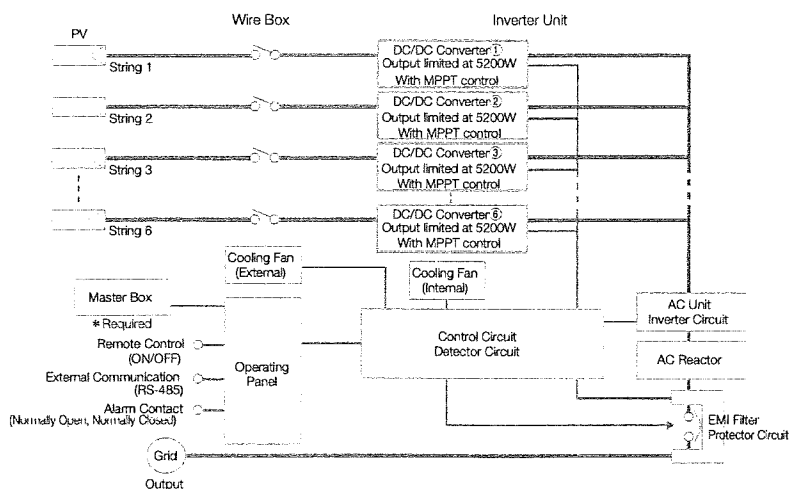 Wire Box
Inverter Unit
PV
String 1
DC/DC Converter①
Output limited at 5200W
With MPPT control
String 2
DC/DC Converter②
Output limited at 5200W
With MPPT control
String 3
DC/DC Converter③
Output limited at 5200W
With MPPT control
String 6
DC/DC Converter⑥
Output limited at 5200W
With MPPT control
Cooling Fan
(External)
Cooling Fan
(Internal)
Master Box
*Required
Remote Control
(ON/OFF)
External Communication
(RS-485)
Alarm Contact
(Normally Open, Normally Closed)
Operating
Panel
Control Circuit
Detector Circuit
AC Unit
Inverter Circuit
AC Reactor
EMI Filter
Protector Circuit
Grid
Output